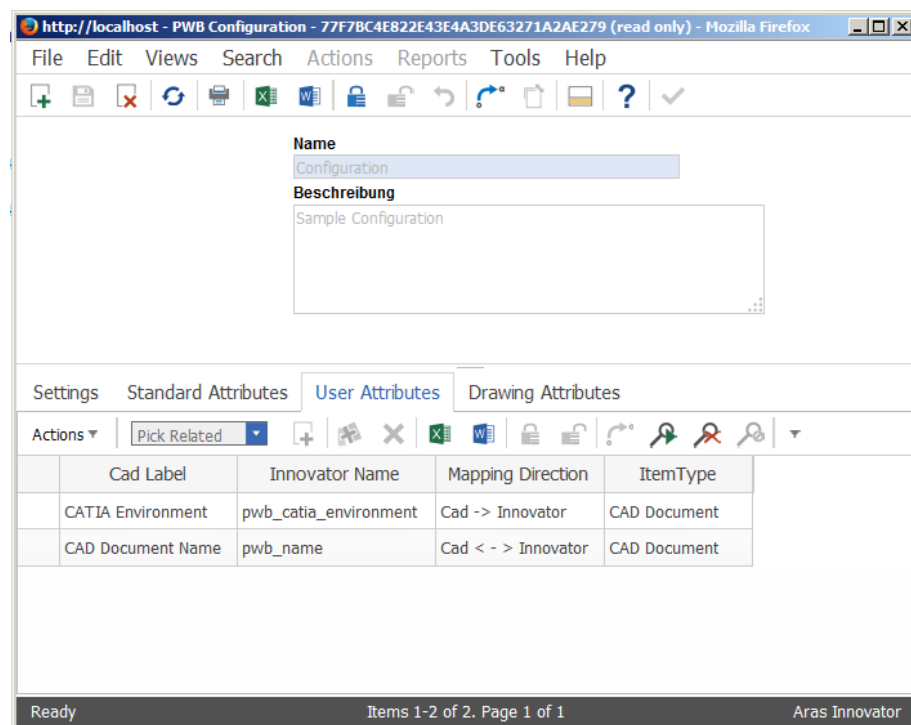 http://localhost - PWB Configuration - 77F7BC4E822E43E4A3DE63271A2AE279 (read only) - Mozilla Firefox
File Edit Views Search Actions Reports Tools Help
Name
Configuration
Beschreibung
Sample Configuration
Settings Standard Attributes User Attributes Drawing Attributes
Actions Pick Related
Cad Label Innovator Name Mapping Direction ItemType
CATIA Environment pwb_catia_environment Cad -> Innovator CAD Document
CAD Document Name pwb_name Cad < - > Innovator CAD Document
Ready Items 1-2 of 2. Page 1 of 1 Aras Innovator